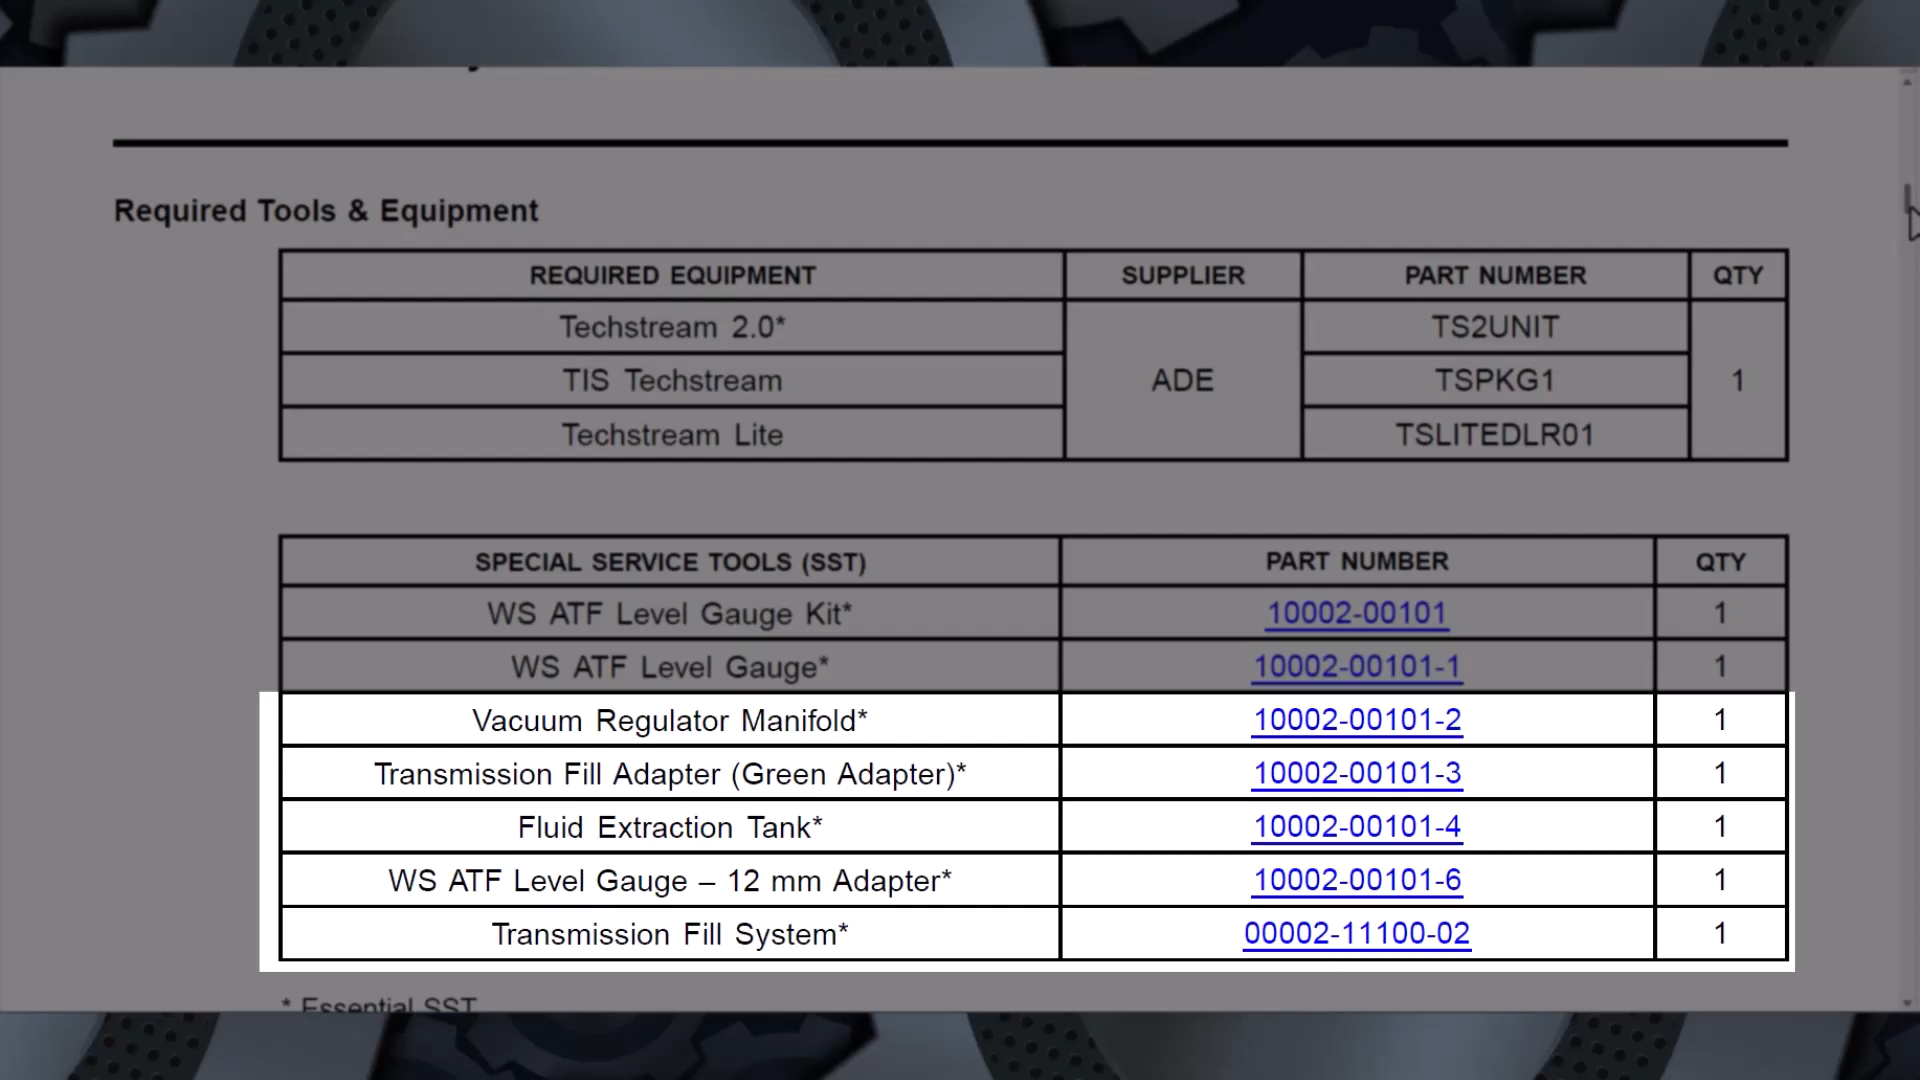 Required Tools & Equipment
REQUIRED EQUIPMENT SUPPLIER PART NUMBER QTY
Techstream 2.0* ADE TS2UNIT 1
TIS Techstream TSPKG1
Techstream Lite TSLITEDLR01
SPECIAL SERVICE TOOLS (SST) PART NUMBER QTY
WS ATF Level Gauge Kit* 10002-00101 1
WS ATF Level Gauge* 10002-00101-1 1
Vacuum Regulator Manifold* 10002-00101-2 1
Transmission Fill Adapter (Green Adapter)* 10002-00101-3 1
Fluid Extraction Tank* 10002-00101-4 1
WS ATF Level Gauge – 12 mm Adapter* 10002-00101-6 1
Transmission Fill System* 00002-11100-02 1
* Essential SST